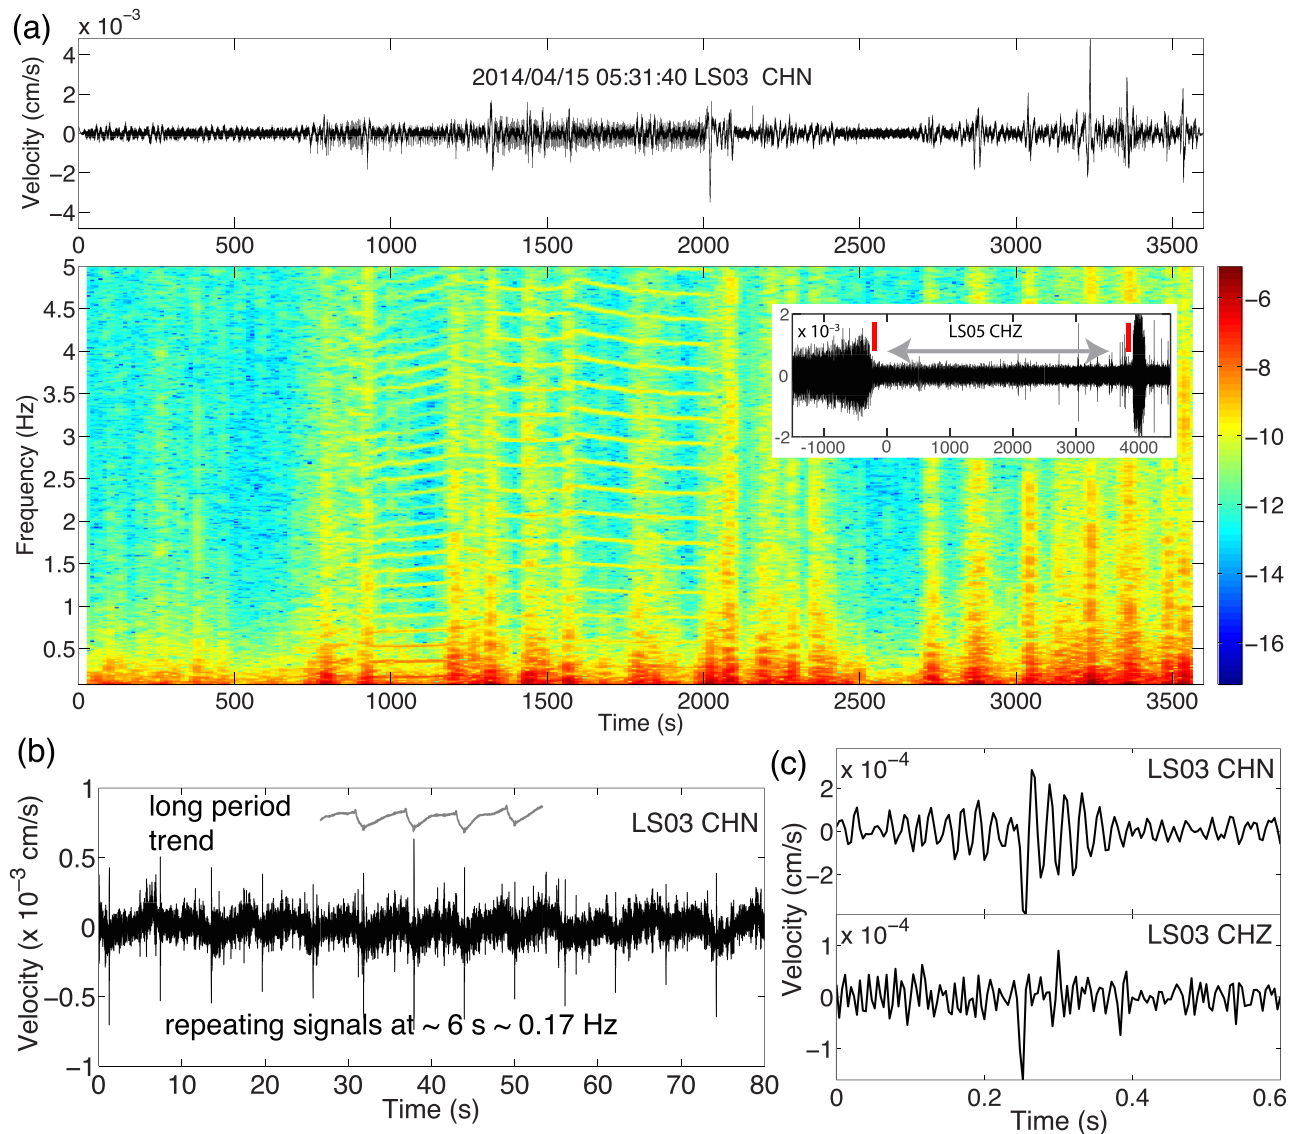 (a)
x 10⁻³
Velocity (cm/s)
4
2
0
−2
−4
2014/04/15 05:31:40 LS03 CHN
0 500 1000 1500 2000 2500 3000 3500
Frequency (Hz)
5
4.5
4
3.5
3
2.5
2
1.5
1
0.5
0 500 1000 1500 2000 2500 3000 3500
Time (s)
2
0
-2
x 10⁻³
LS05 CHZ
-1000 0 1000 2000 3000 4000
−6
−8
−10
−12
−14
−16
(b)
Velocity (x 10⁻³ cm/s)
1
0.5
0
−0.5
−1
long period
trend
LS03 CHN
repeating signals at ~ 6 s ~ 0.17 Hz
0 10 20 30 40 50 60 70 80
Time (s)
(c)
x 10⁻⁴
LS03 CHN
2
0
−2
Velocity (cm/s)
x 10⁻⁴
LS03 CHZ
1
0
−1
0 0.2 0.4 0.6
Time (s)